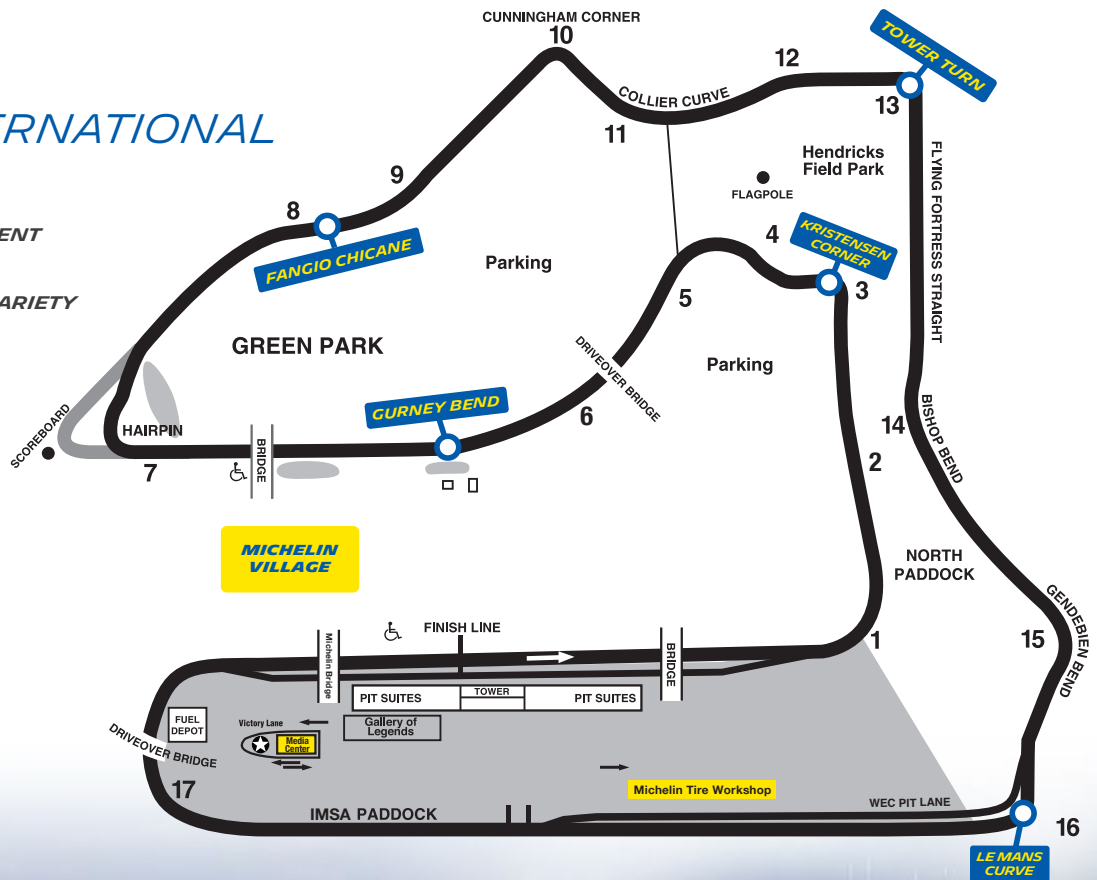 CUNNINGHAM CORNER
10
TOWER TURN
12
13
COLLIER CURVE
11
ERNATIONAL
Hendricks
Field Park
FLAGPOLE
FLYING FORTRESS STRAIGHT
9
8
ENT
FANGIO CHICANE
4
KRISTENSEN
CORNER
3
Parking
5
ARIETY
GREEN PARK
DRIVEOVER BRIDGE
Parking
GURNEY BEND
6
14
BISHOP BEND
SCOREBOARD
HAIRPIN
7
BRIDGE
2
MICHELIN
VILLAGE
NORTH
PADDOCK
GENDEBIEN BEND
15
FINISH LINE
1
Michelin Bridge
BRIDGE
PIT SUITES
TOWER
PIT SUITES
FUEL
DEPOT
Victory Lane
Gallery of
Legends
Media
Center
DRIVEOVER BRIDGE
17
Michelin Tire Workshop
WEC PIT LANE
IMSA PADDOCK
16
LE MANS
CURVE